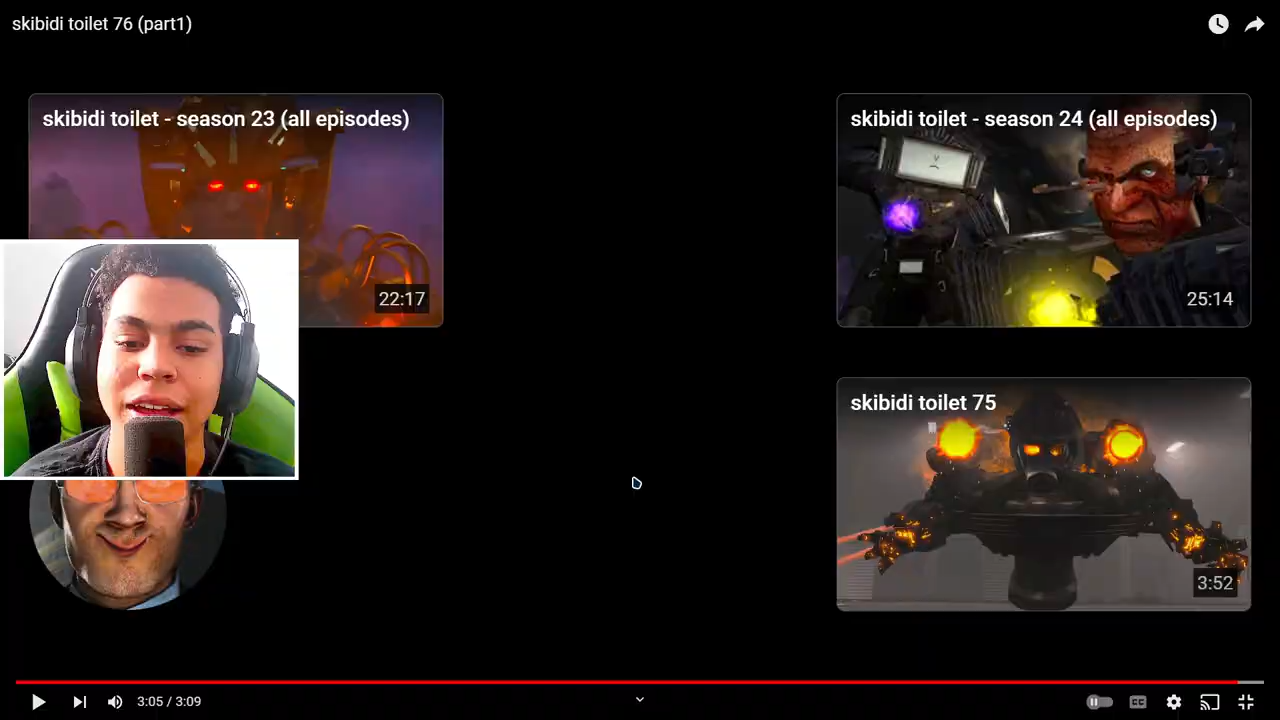 skibidi toilet 76 (part1)
skibidi toilet - season 23 (all episodes)
22:17
skibidi toilet - season 24 (all episodes)
25:14
skibidi toilet 75
3:52
3:05 / 3:09
CC